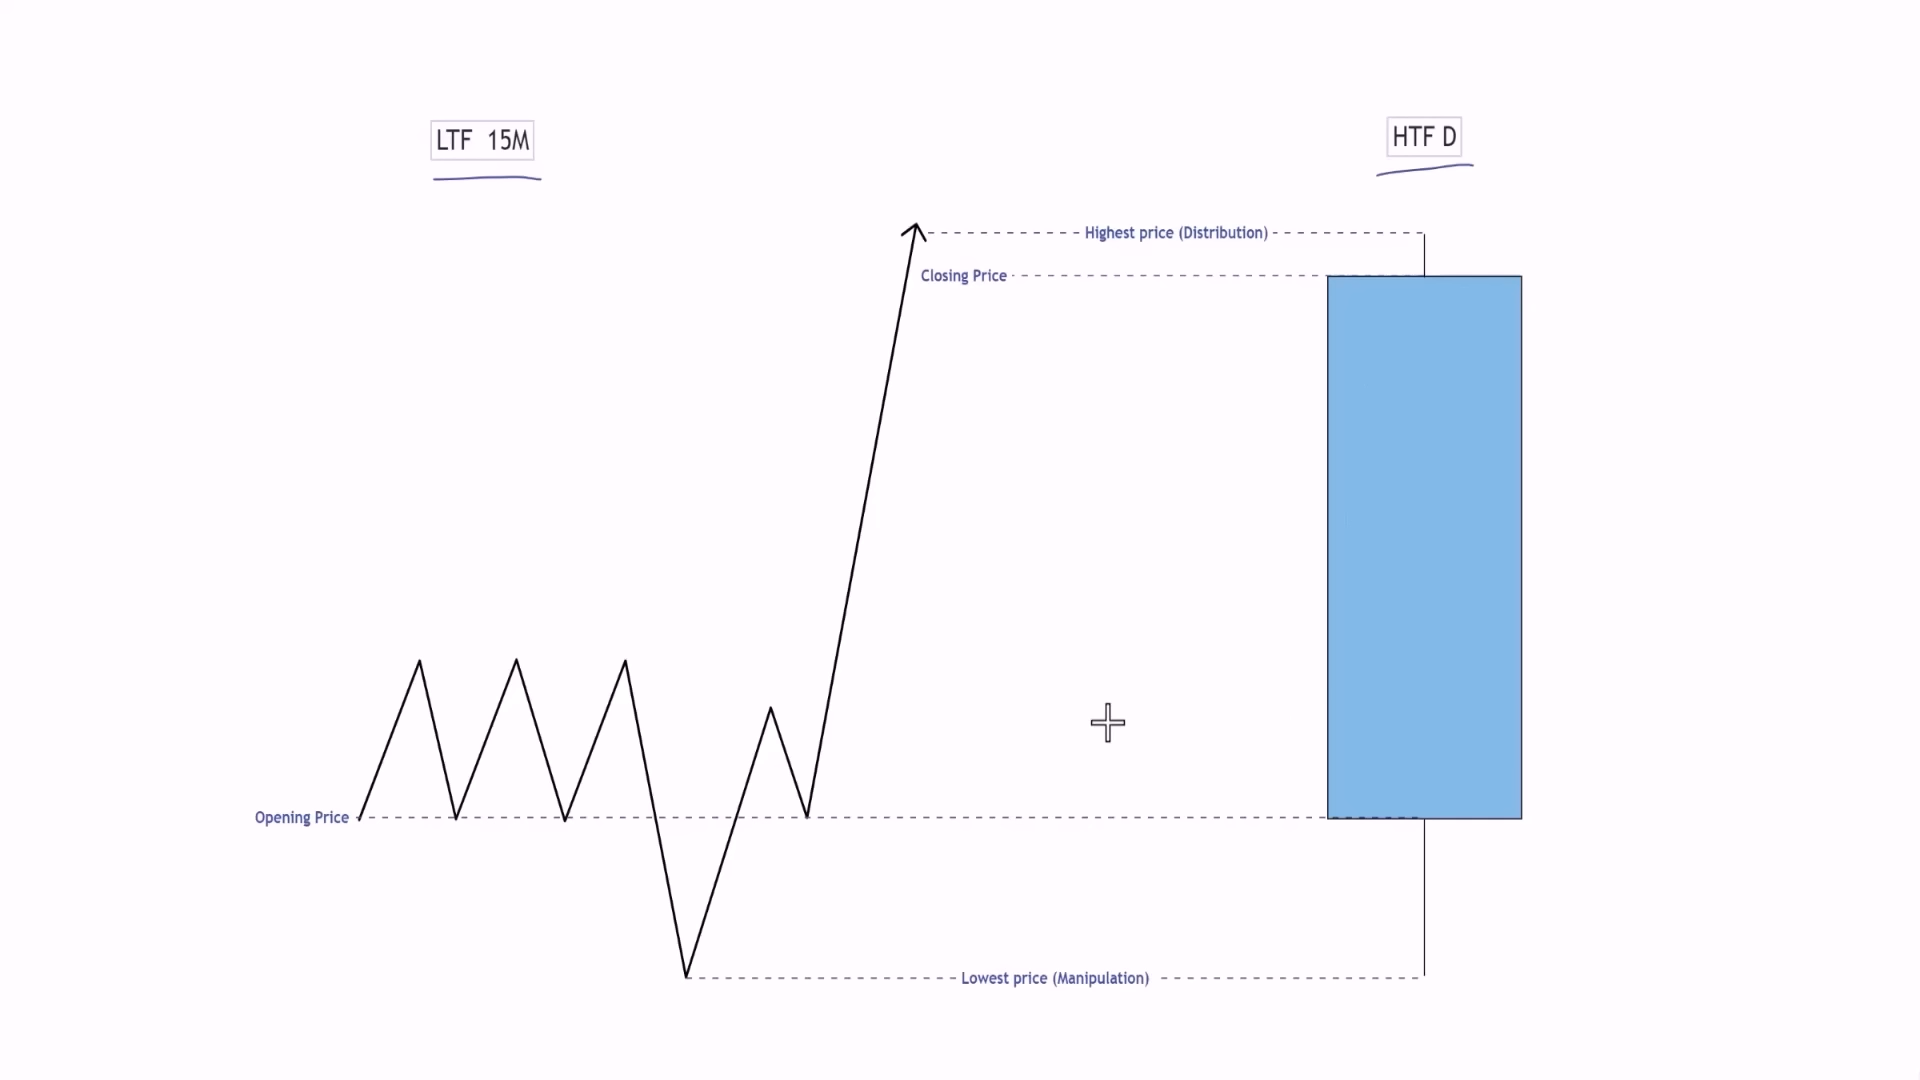 LTF 15M
HTF D
Highest price (Distribution)
Closing Price
Opening Price
Lowest price (Manipulation)